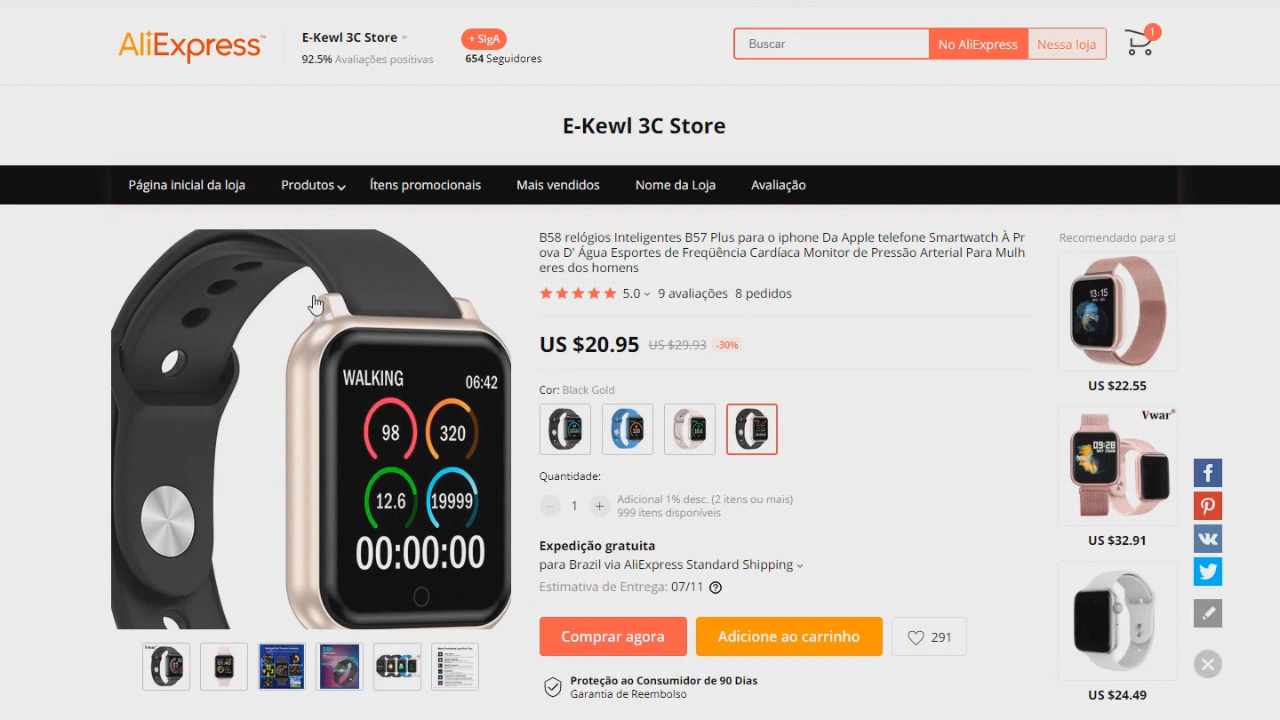 AliExpress™
E-Kewl 3C Store
92.5% Avaliações positivas
+ SIgA
654 Seguidores
Buscar
No AliExpress
Nessa loja
1
E-Kewl 3C Store
Página inicial da loja
Produtos
Ítens promocionais
Mais vendidos
Nome da Loja
Avaliação
WALKING
06:42
98
320
12.6
19999
00:00:00
B58 relógios Inteligentes B57 Plus para o iphone Da Apple telefone Smartwatch À Pr
ova D' Água Esportes de Freqüência Cardíaca Monitor de Pressão Arterial Para Mulh
eres dos homens
5.0
9 avaliações
8 pedidos
US $20.95
US $29.93
-30%
Cor: Black Gold
Quantidade:
1
Adicional 1% desc. (2 itens ou mais)
999 itens disponíveis
Expedição gratuita
para Brazil via AliExpress Standard Shipping
Estimativa de Entrega: 07/11
Comprar agora
Adicione ao carrinho
291
Proteção ao Consumidor de 90 Dias
Garantia de Reembolso
Recomendado para si
13:15
US $22.55
Vwar®
09:28
US $32.91
US $24.49